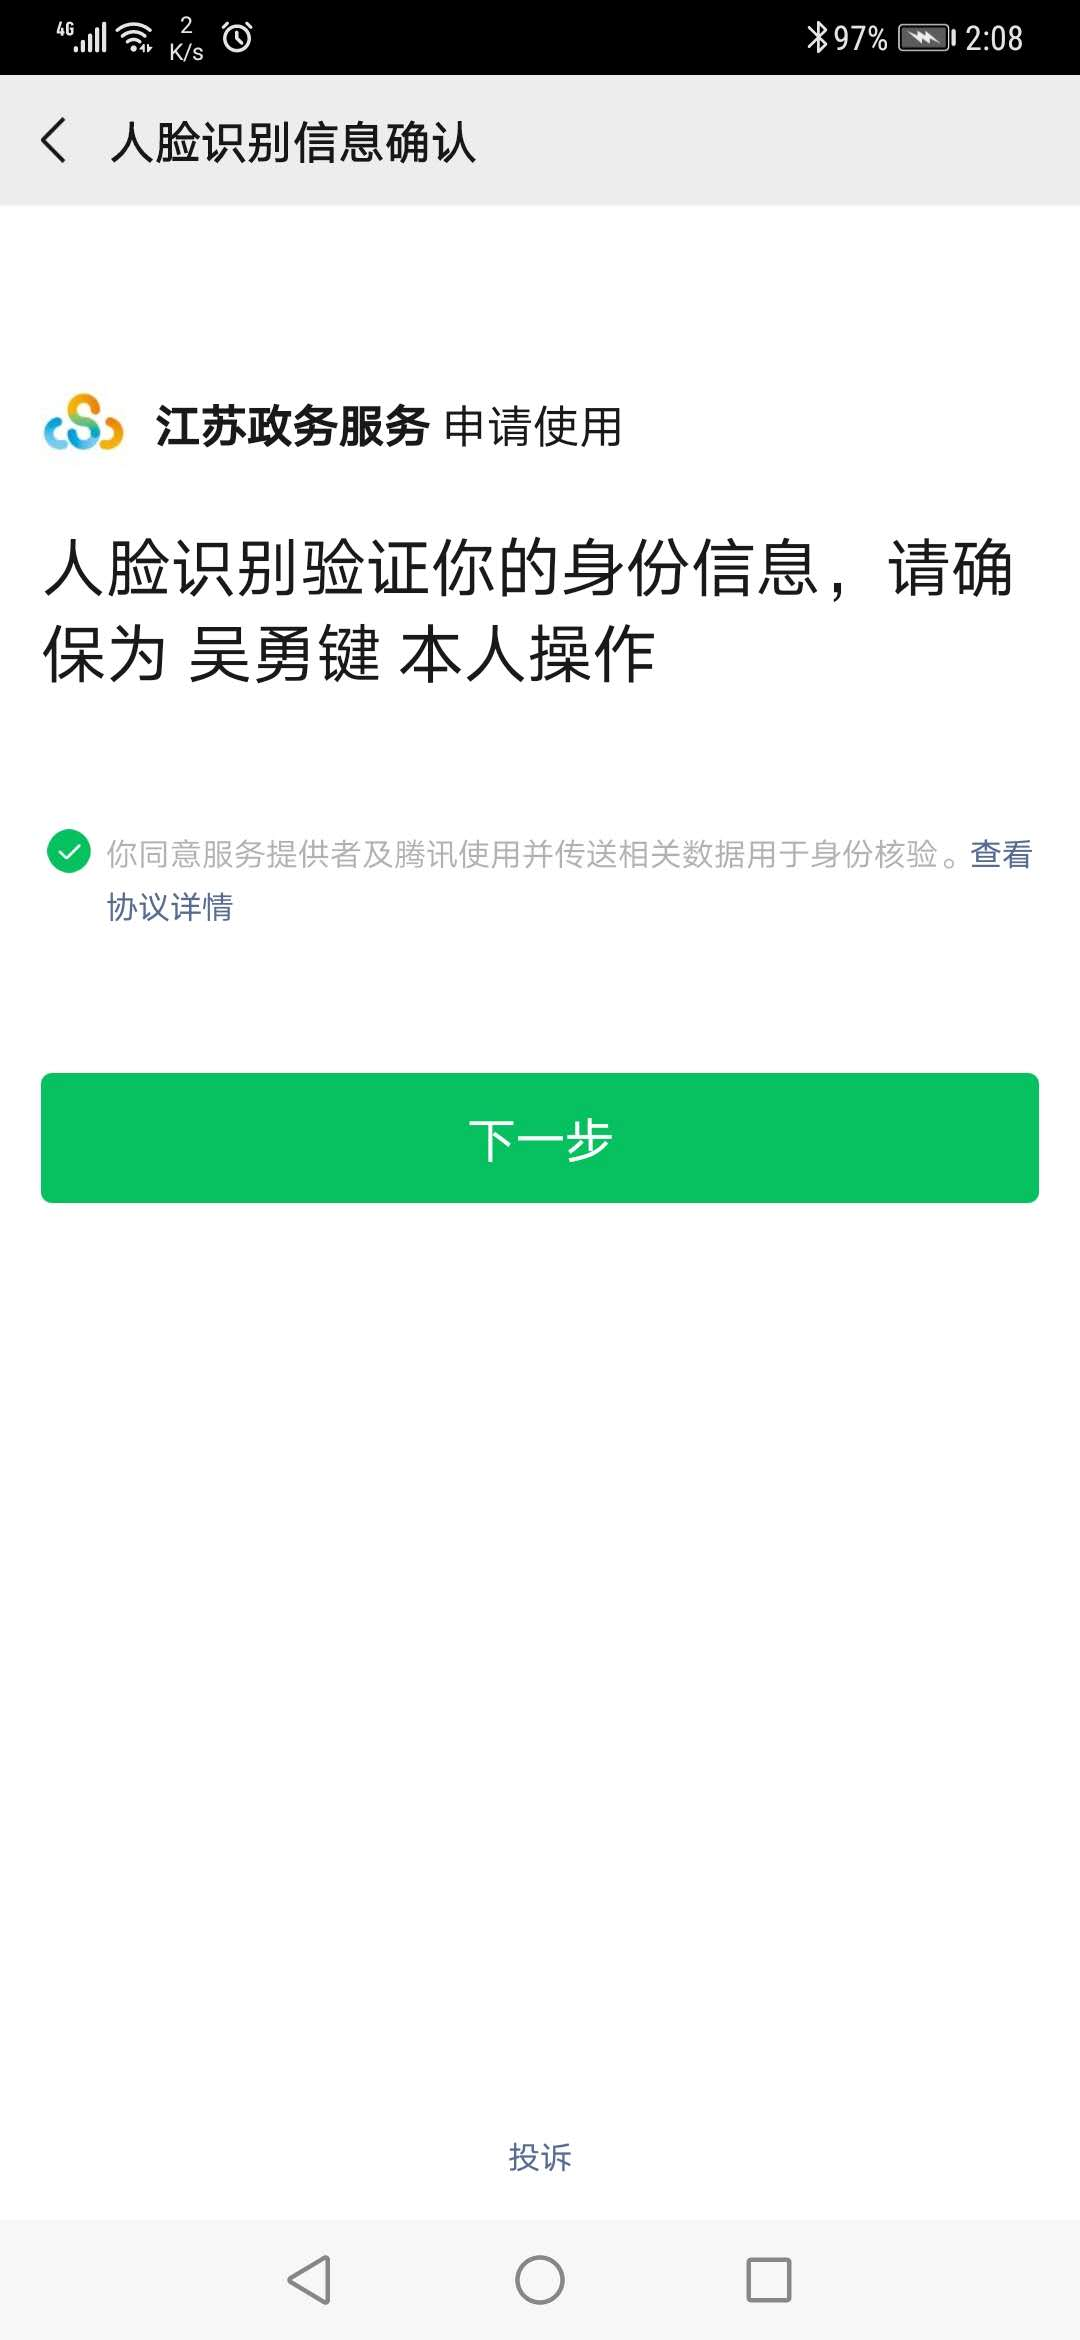 4G 2 K/s 97% 2:08
人脸识别信息确认
江苏政务服务 申请使用
人脸识别验证你的身份信息，请确
保为 吴勇键 本人操作
你同意服务提供者及腾讯使用并传送相关数据用于身份核验。查看
协议详情
下一步
投诉